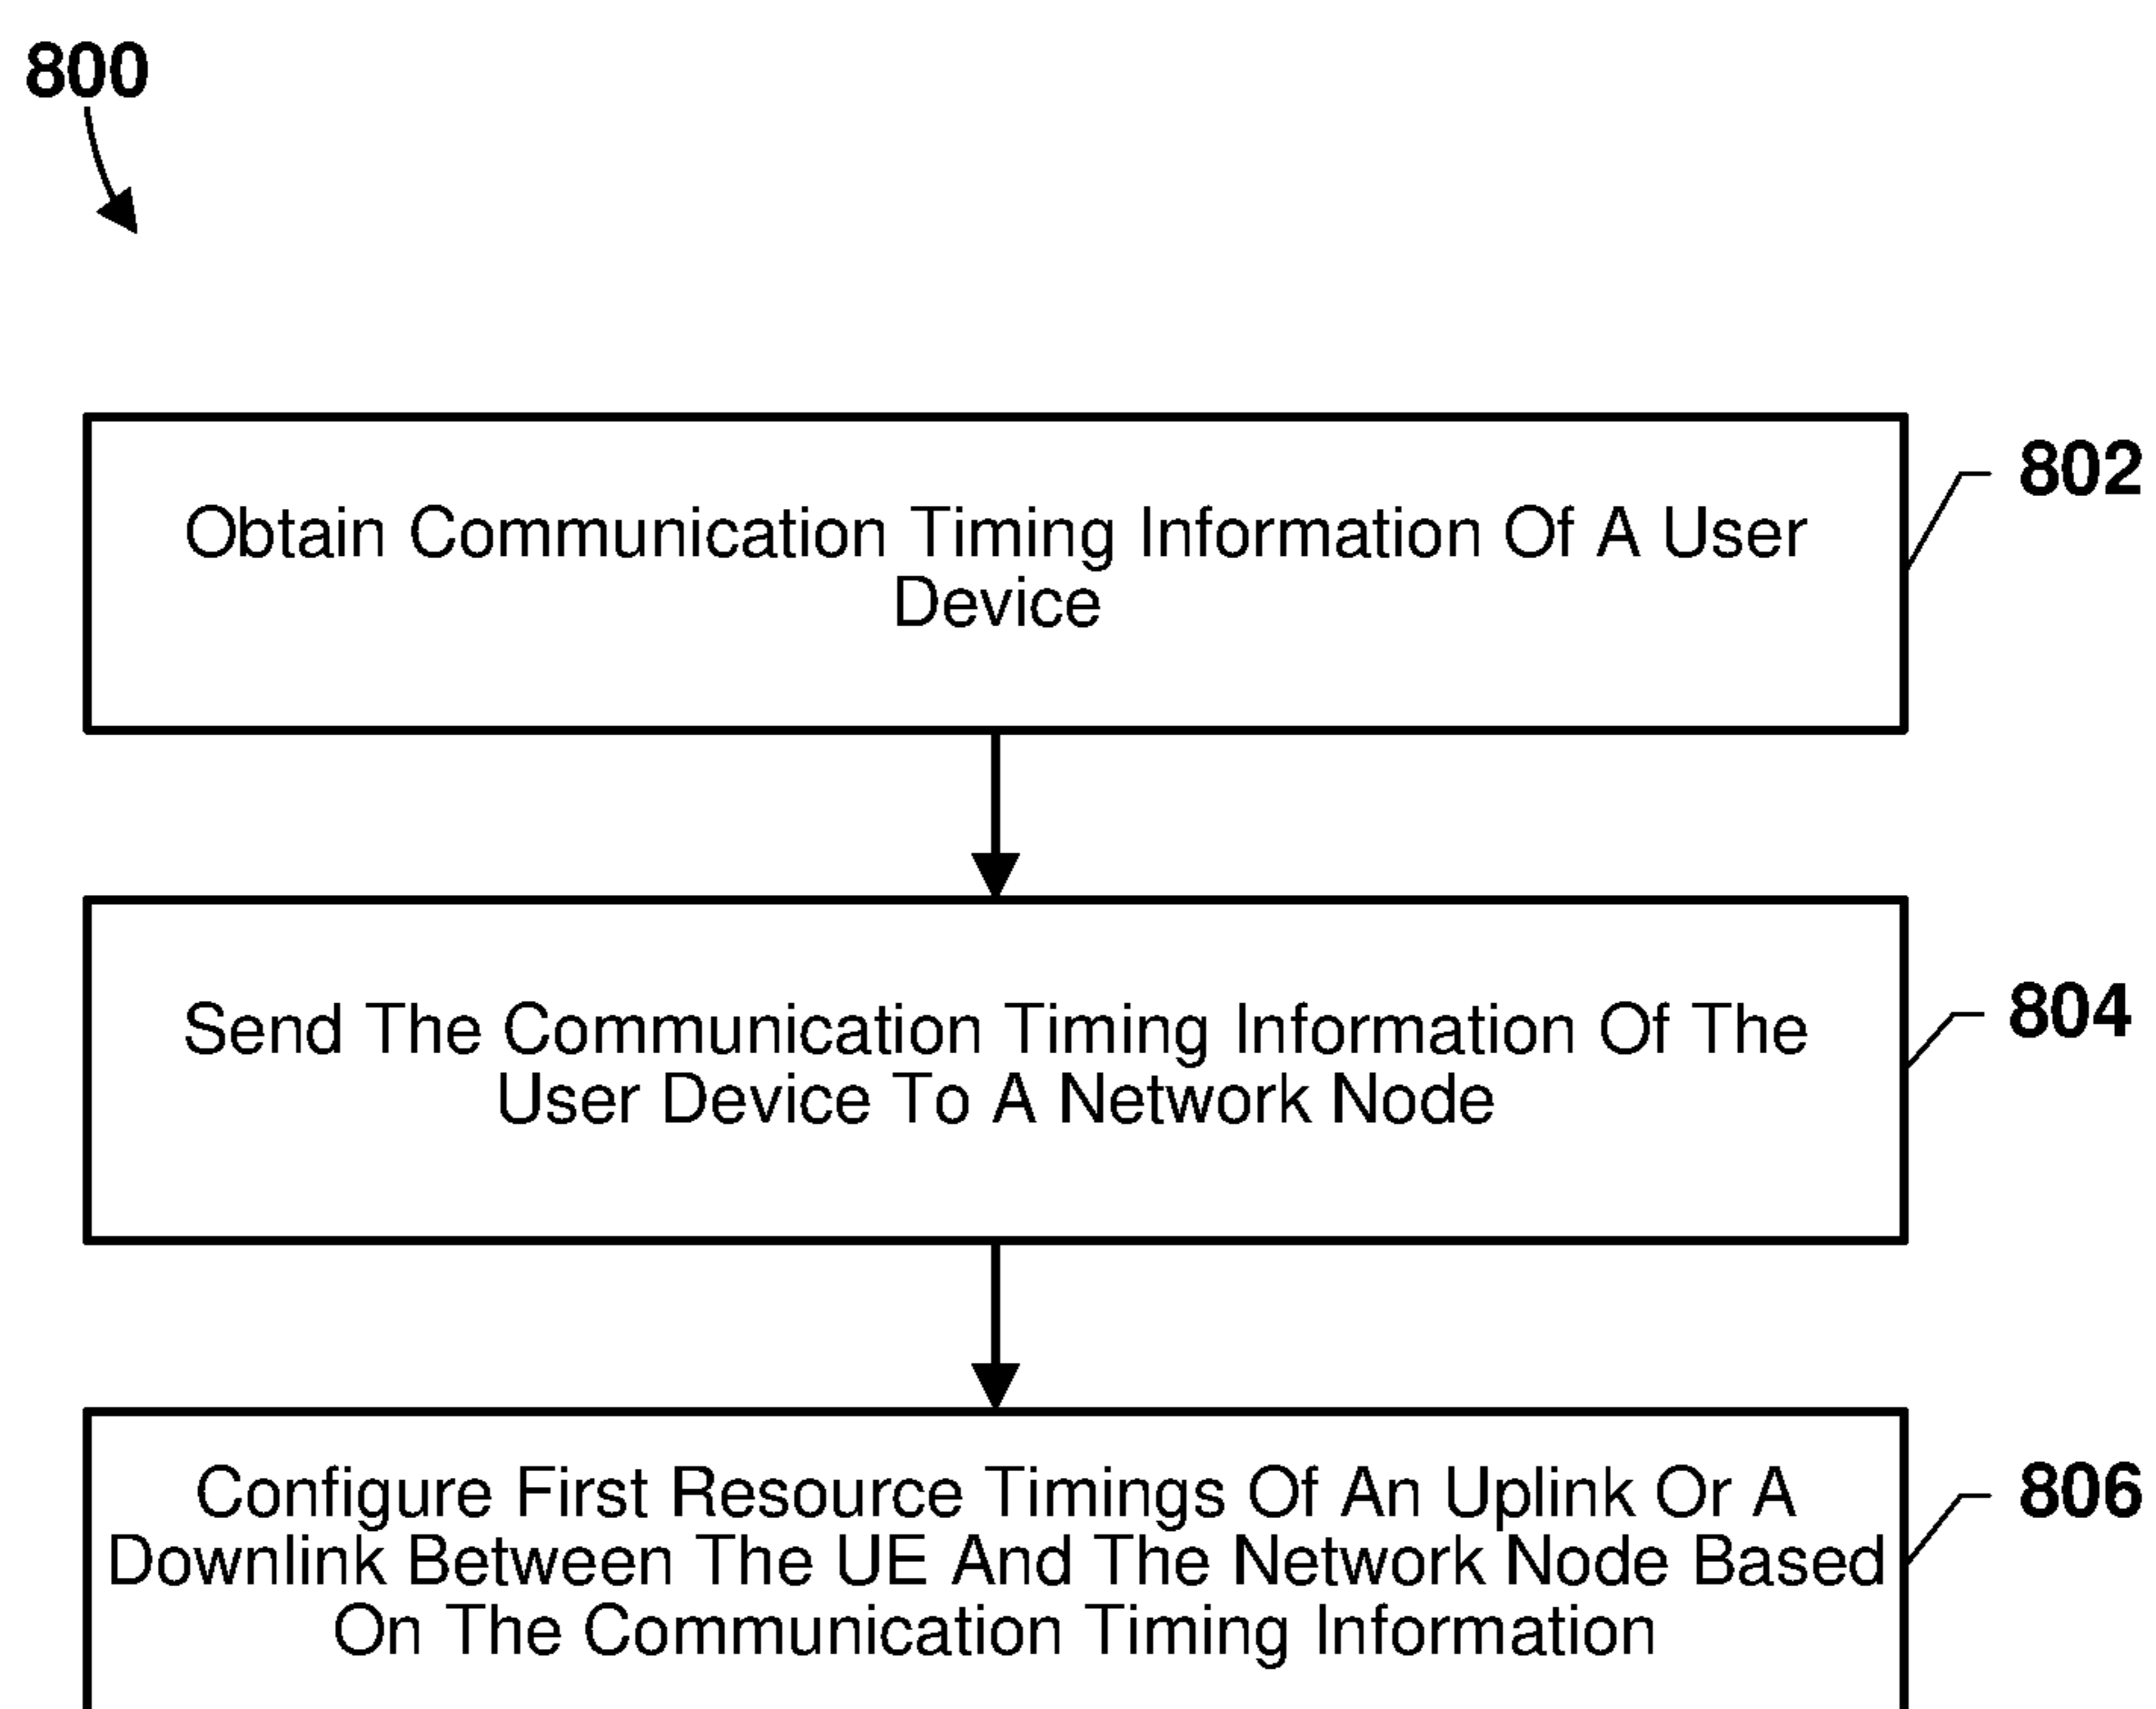 800
802
Obtain Communication Timing Information Of A User
Device
804
Send The Communication Timing Information Of The
User Device To A Network Node
806
Configure First Resource Timings Of An Uplink Or A
Downlink Between The UE And The Network Node Based
On The Communication Timing Information